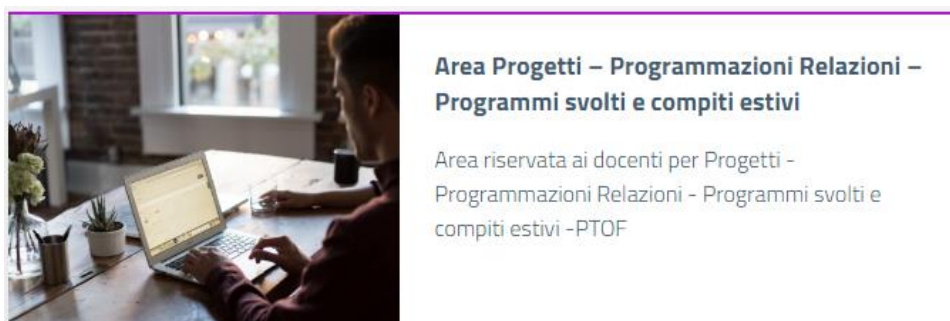 Area Progetti – Programmazioni Relazioni –
Programmi svolti e compiti estivi
Area riservata ai docenti per Progetti -
Programmazioni Relazioni - Programmi svolti e
compiti estivi -PTOF